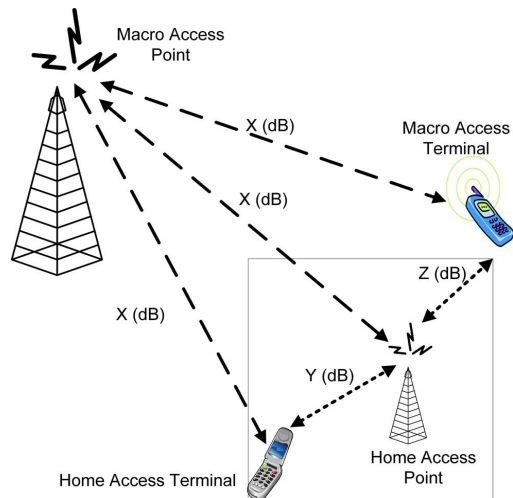 Macro Access
Point
X (dB)
Macro Access
Terminal
X (dB)
Z (dB)
X (dB)
Y (dB)
Home Access Terminal
Home Access
Point